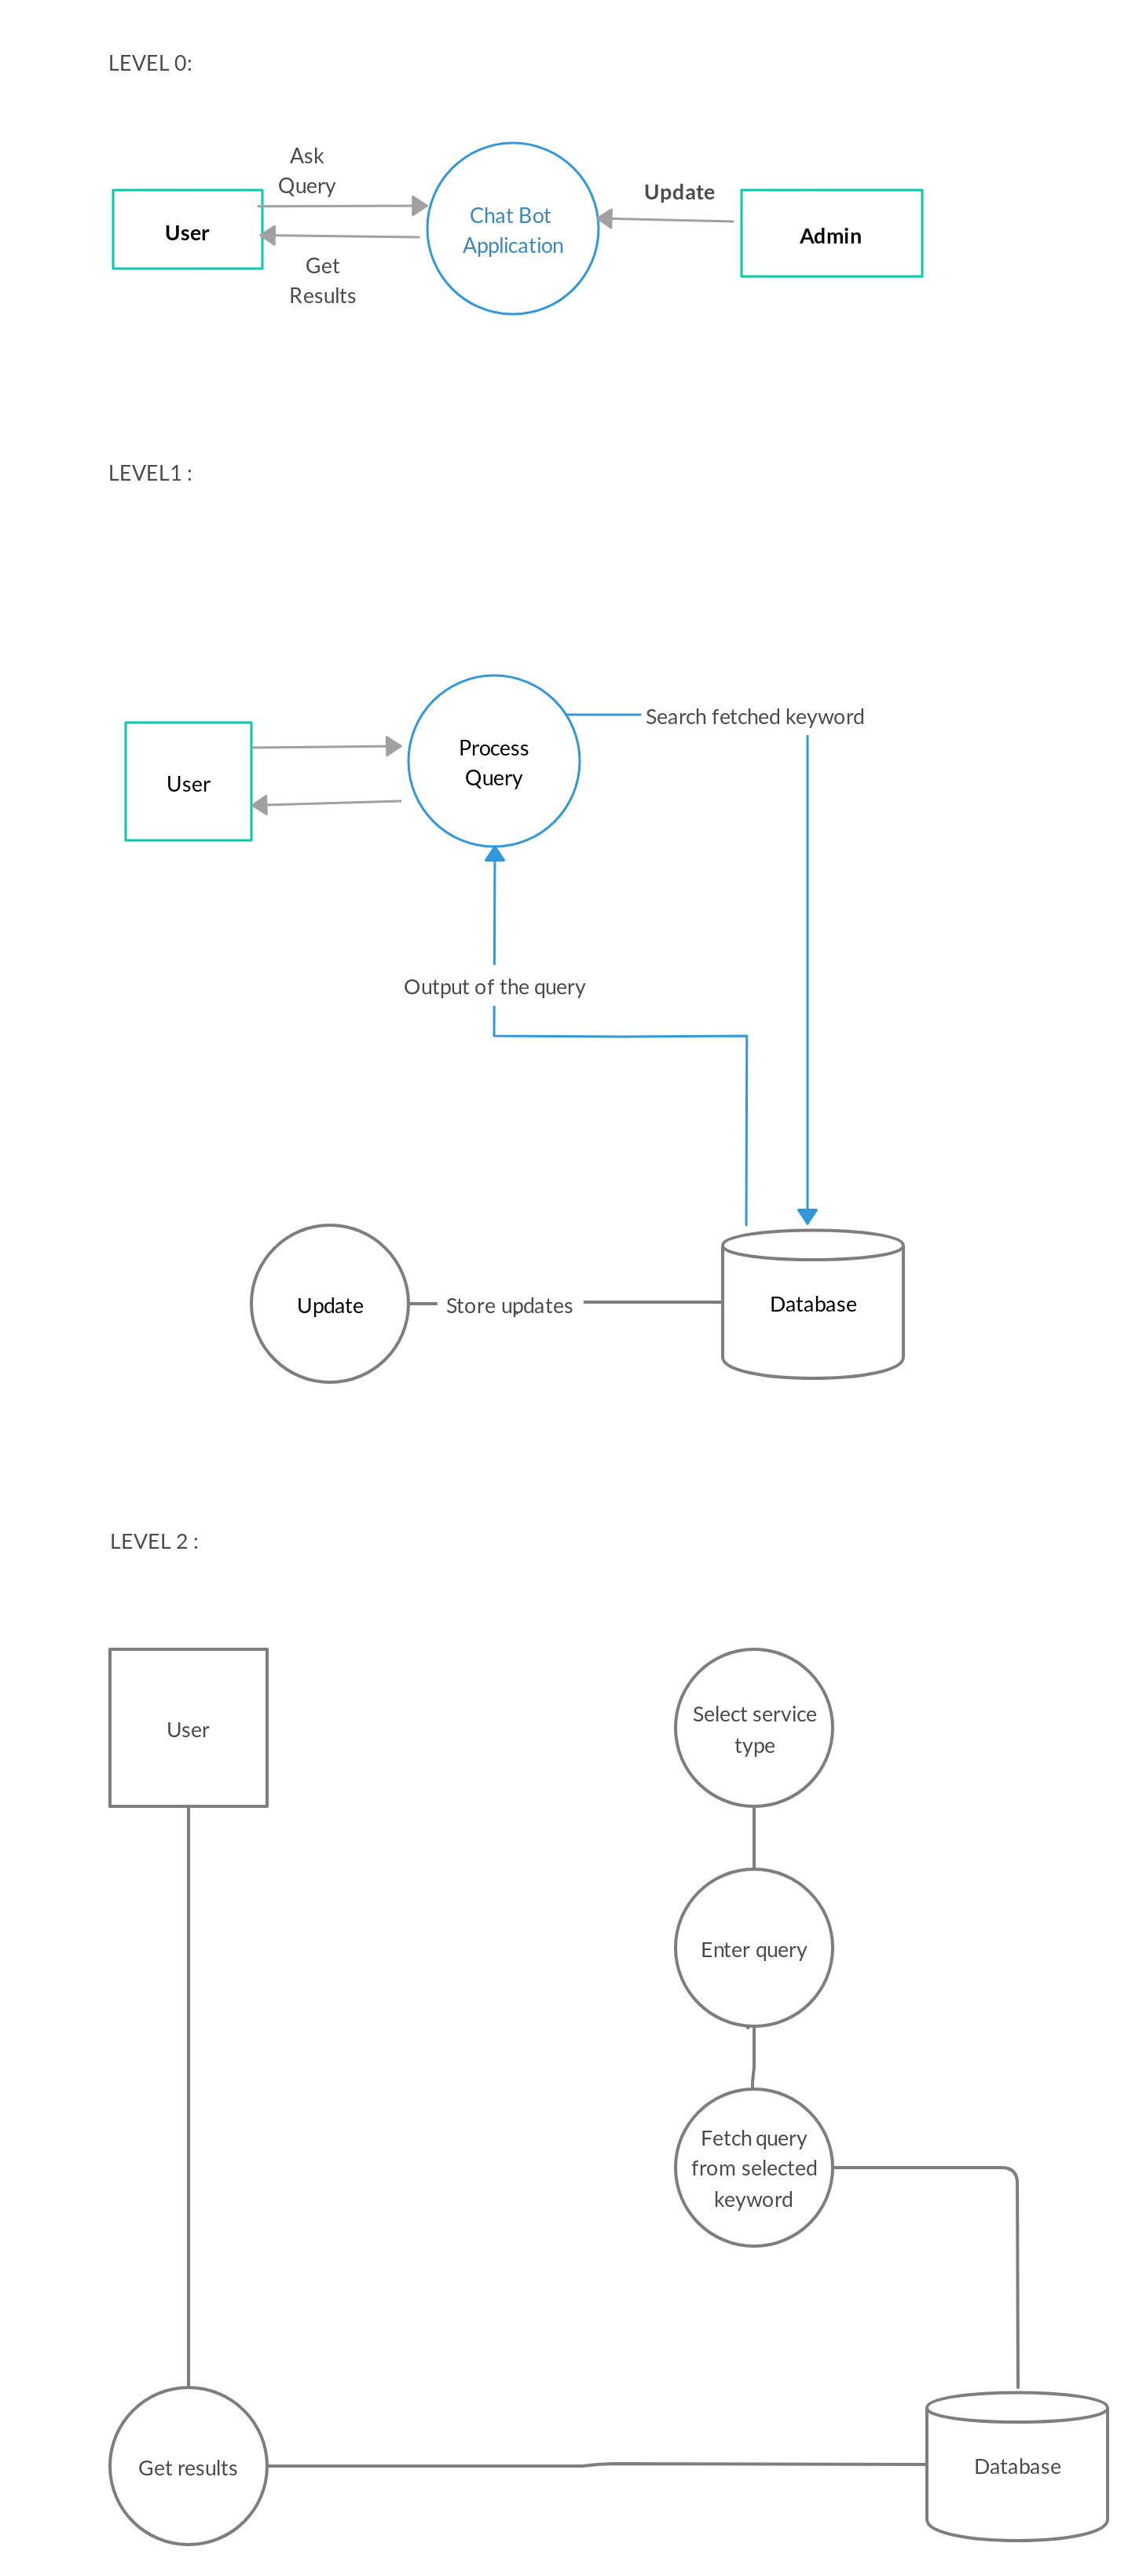 LEVEL 0:
Ask
Query
User
Chat Bot
Application
Update
Admin
Get
Results
LEVEL1 :
Search fetched keyword
Process
Query
User
Output of the query
Update
Store updates
Database
LEVEL 2 :
User
Select service
type
Enter query
Fetch query
from selected
keyword
Get results
Database